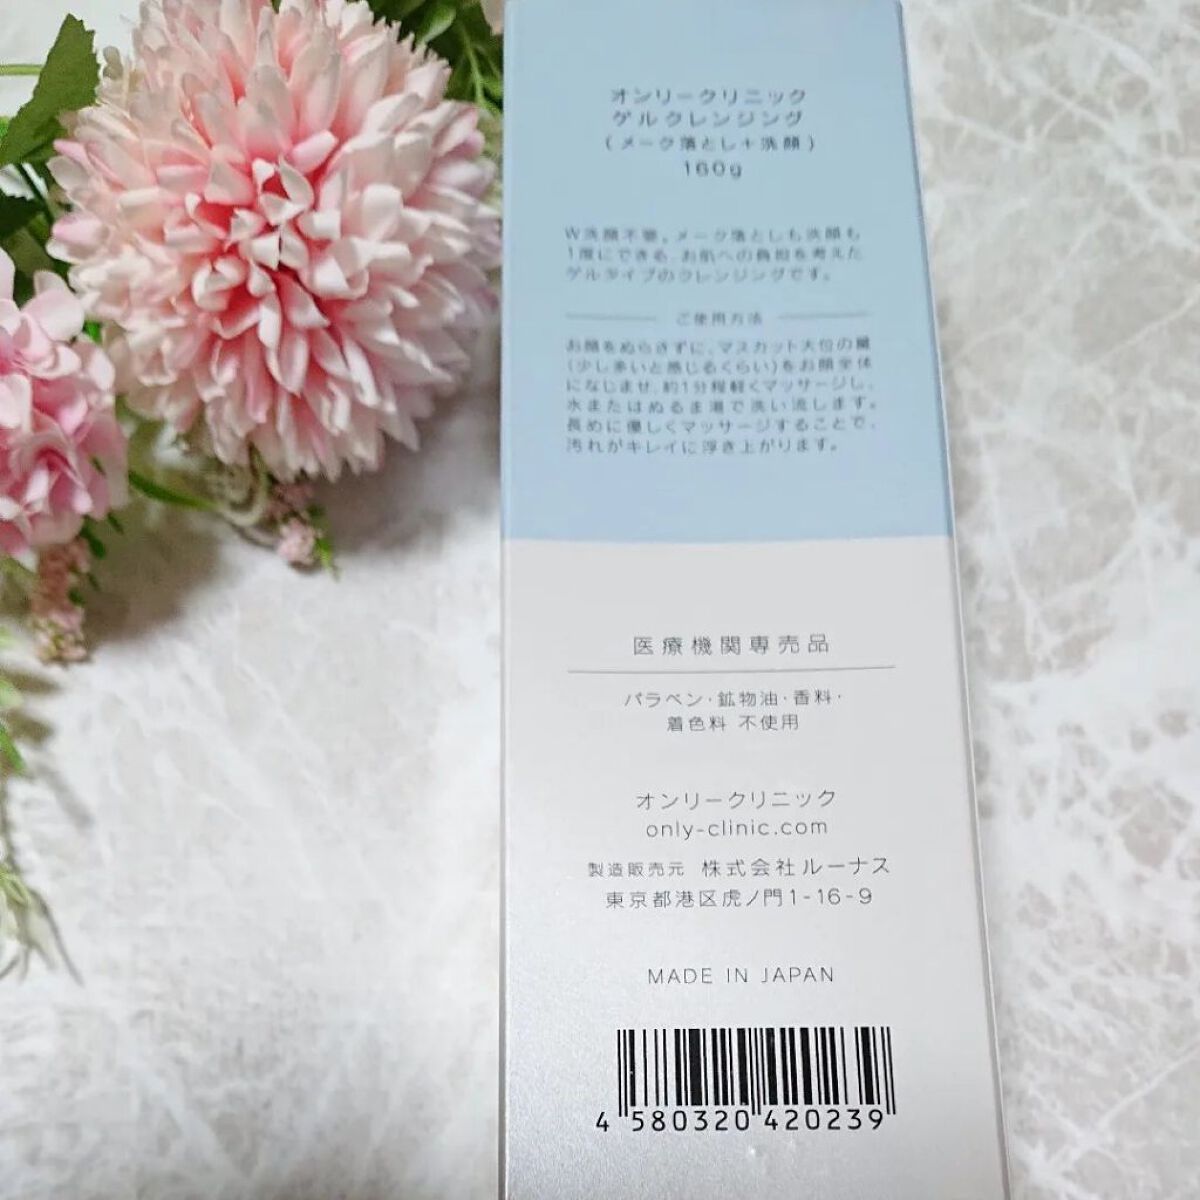 オンリークリニック
ゲルクレンジング
(メーク落とし+洗顔)
160g
W洗顔不要。メーク落としも洗顔も
1度にできる、お肌への負担を考えた
ゲルタイプのクレンジングです。
ご使用方法
お顔をぬらさずに、マスカット大位の量
(少し多いと感じるくらい)をお顔全体
になじませ、約1分程軽くマッサージし、
水またはぬるま湯で洗い流します。
長めに優しくマッサージすることで、
汚れがキレイに浮き上がります。
医療機関専売品
パラベン・鉱物油・香料・
着色料 不使用
オンリークリニック
only-clinic.com
製造販売元 株式会社ルーナス
東京都港区虎ノ門1-16-9
MADE IN JAPAN
4 580320 420239